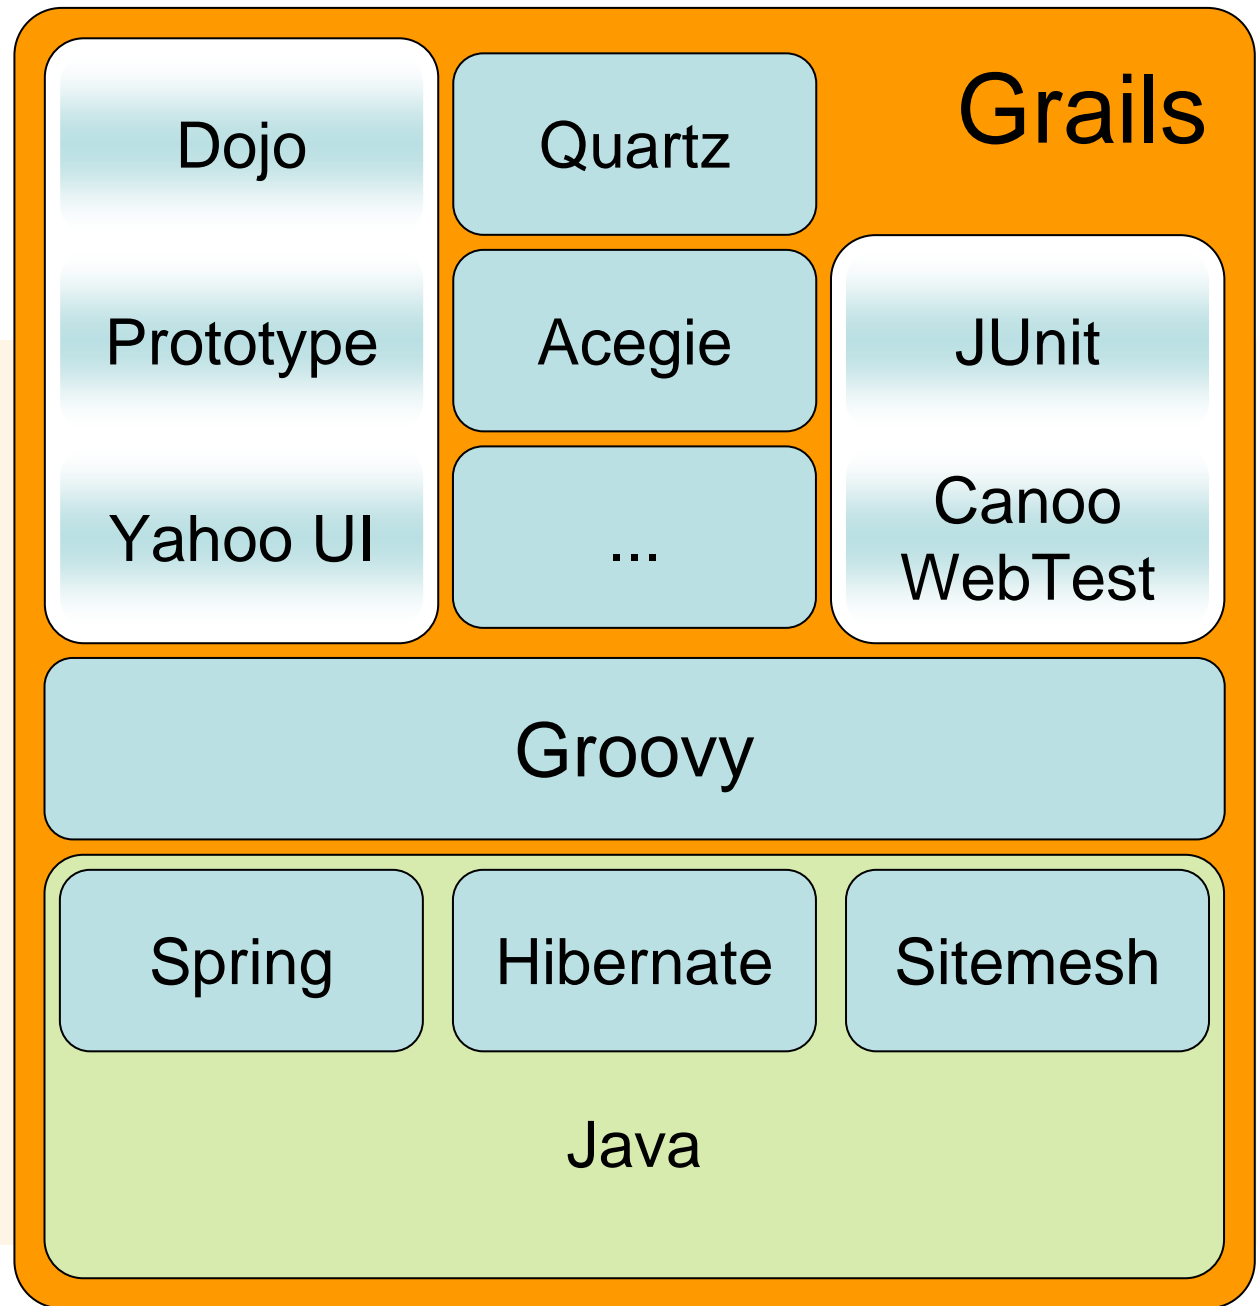 Grails
Dojo
Prototype
Yahoo UI
Quartz
Acegie
...
JUnit
Canoo
WebTest
Groovy
Spring
Hibernate
Sitemesh
Java